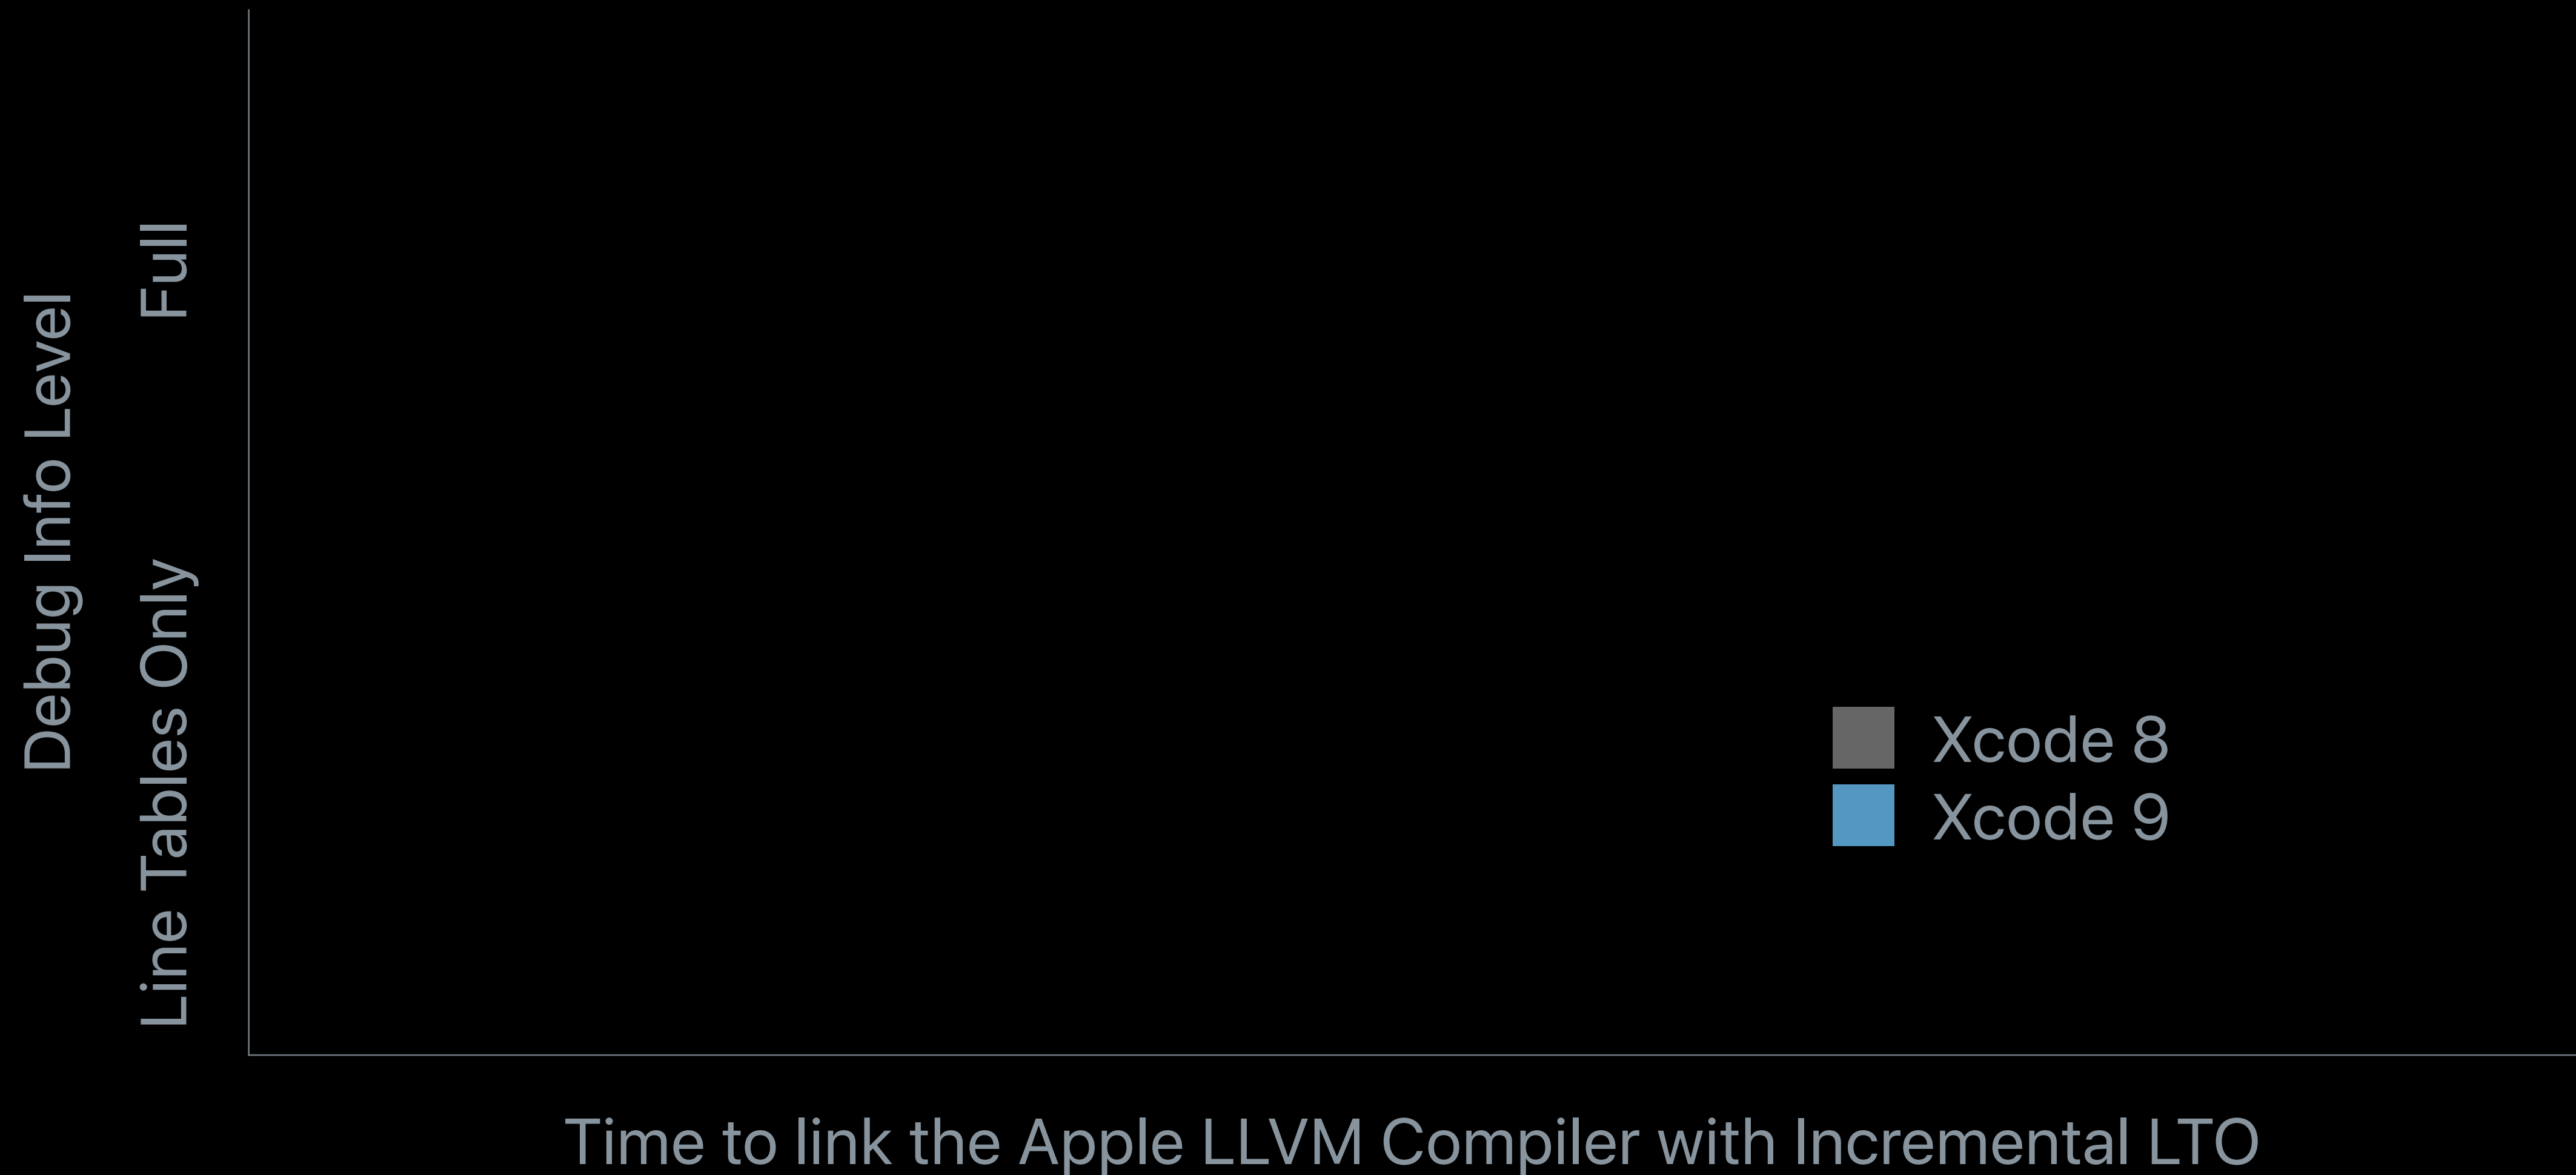 Debug Info Level
Full
Line Tables Only
Xcode 8
Xcode 9
Time to link the Apple LLVM Compiler with Incremental LTO